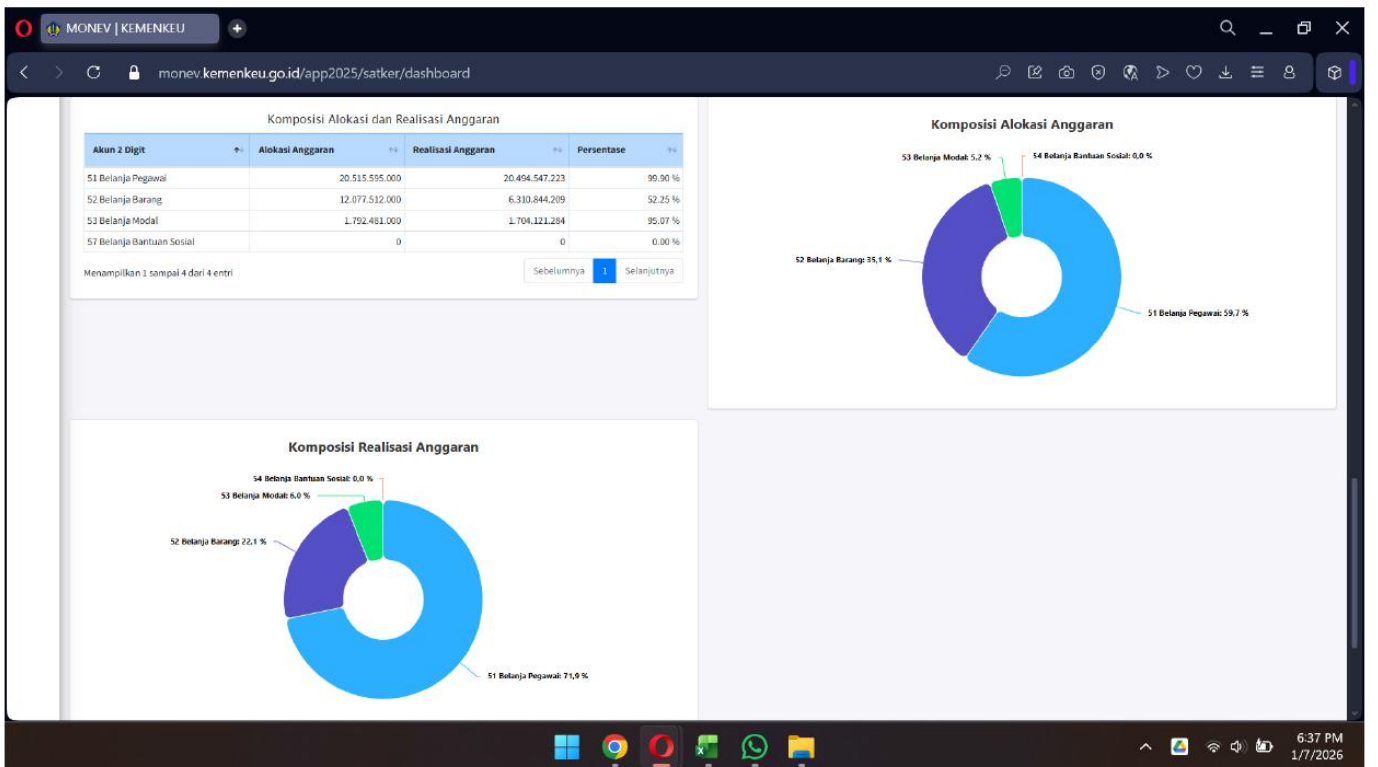 MONEV | KEMENKEU
monev.kemenkeu.go.id/app2025/satker/dashboard
Komposisi Alokasi dan Realisasi Anggaran
Akun 2 Digit Alokasi Anggaran Realisasi Anggaran Persentase
51 Belanja Pegawai 20.515.595.000 20.494.547.223 99.90 %
52 Belanja Barang 12.077.512.000 6.310.844.209 52.25 %
53 Belanja Modal 1.792.481.000 1.704.121.284 95.07 %
57 Belanja Bantuan Sosial 0 0 0.00 %
Menampilkan 1 sampai 4 dari 4 entri
Sebelumnya 1 Selanjutnya
Komposisi Alokasi Anggaran
53 Belanja Modal: 5,2 %
54 Belanja Bantuan Sosial: 0,0 %
52 Belanja Barang: 35,1 %
51 Belanja Pegawai: 59,7 %
Komposisi Realisasi Anggaran
54 Belanja Bantuan Sosial: 0,0 %
53 Belanja Modal: 6,0 %
52 Belanja Barang: 22,1 %
51 Belanja Pegawai: 71,9 %
6:37 PM
1/7/2026